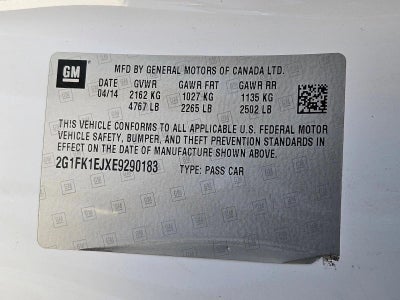 GM
MFD BY GENERAL MOTORS OF CANADA LTD.
DATE GVWR GAWR FRT GAWR RR
04/14 2162 KG 1027 KG 1135 KG
4767 LB 2265 LB 2502 LB
THIS VEHICLE CONFORMS TO ALL APPLICABLE U.S. FEDERAL MOTOR
VEHICLE SAFETY, BUMPER, AND THEFT PREVENTION STANDARDS IN
EFFECT ON THE DATE OF MANUFACTURE SHOWN ABOVE.
2G1FK1EJXE9290183 TYPE: PASS CAR